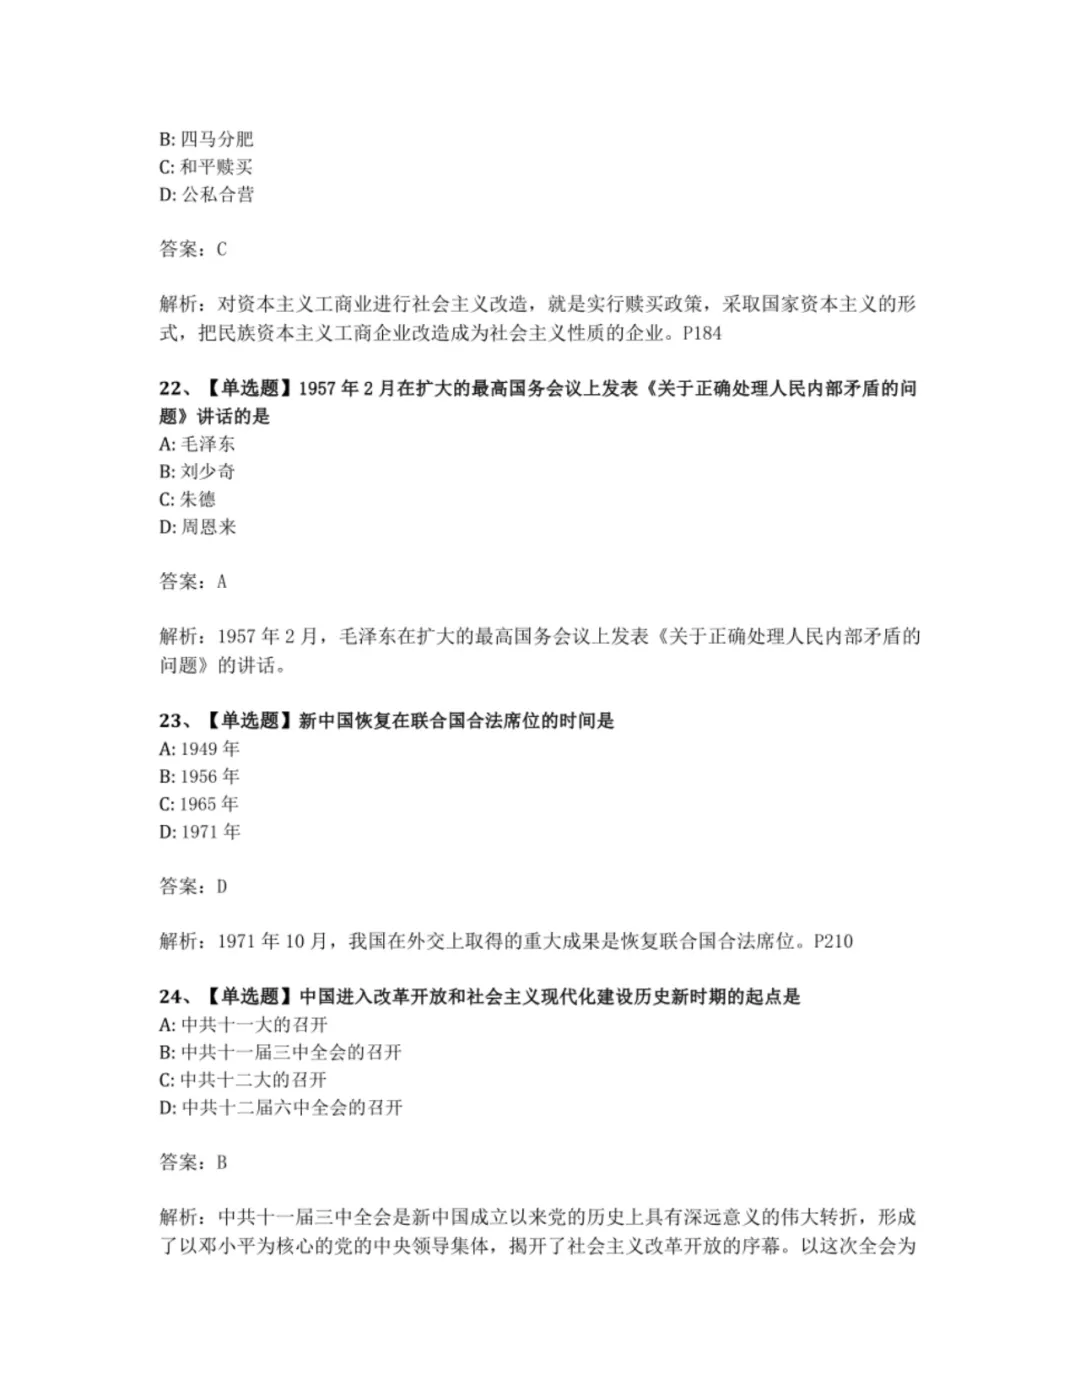 B: 四马分肥
C: 和平赎买
D: 公私合营
答案：C
解析：对资本主义工商业进行社会主义改造，就是实行赎买政策，采取国家资本主义的形
式，把民族资本主义工商企业改造成为社会主义性质的企业。P184
22、【单选题】1957 年 2 月在扩大的最高国务会议上发表《关于正确处理人民内部矛盾的问
题》讲话的是
A: 毛泽东
B: 刘少奇
C: 朱德
D: 周恩来
答案：A
解析：1957 年 2 月，毛泽东在扩大的最高国务会议上发表《关于正确处理人民内部矛盾的
问题》的讲话。
23、【单选题】新中国恢复在联合国合法席位的时间是
A: 1949 年
B: 1956 年
C: 1965 年
D: 1971 年
答案：D
解析：1971 年 10 月，我国在外交上取得的重大成果是恢复联合国合法席位。P210
24、【单选题】中国进入改革开放和社会主义现代化建设历史新时期的起点是
A: 中共十一大的召开
B: 中共十一届三中全会的召开
C: 中共十二大的召开
D: 中共十二届六中全会的召开
答案：B
解析：中共十一届三中全会是新中国成立以来党的历史上具有深远意义的伟大转折，形成
了以邓小平为核心的党的中央领导集体，揭开了社会主义改革开放的序幕。以这次全会为